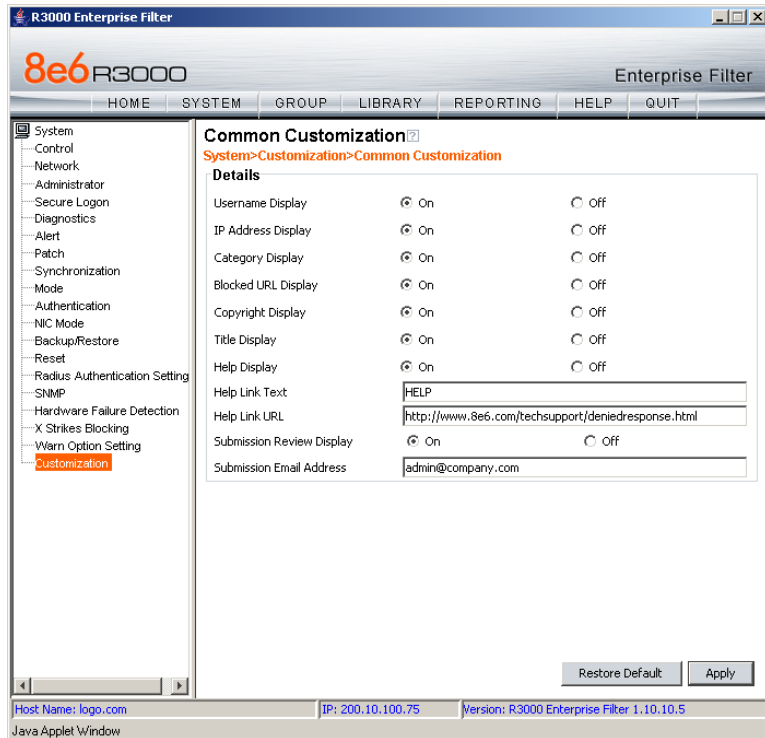 R3000 Enterprise Filter
8e6 R3000
Enterprise Filter
HOME SYSTEM GROUP LIBRARY REPORTING HELP QUIT
System
Control
Network
Administrator
Secure Logon
Diagnostics
Alert
Patch
Synchronization
Mode
Authentication
NIC Mode
Backup/Restore
Reset
Radius Authentication Setting
SNMP
Hardware Failure Detection
X Strikes Blocking
Warn Option Setting
Customization
Common Customization ?
System>Customization>Common Customization
Details
Username Display On Off
IP Address Display On Off
Category Display On Off
Blocked URL Display On Off
Copyright Display On Off
Title Display On Off
Help Display On Off
Help Link Text HELP
Help Link URL http://www.8e6.com/techsupport/deniedresponse.html
Submission Review Display On Off
Submission Email Address admin@company.com
Restore Default Apply
Host Name: logo.com IP: 200.10.100.75 Version: R3000 Enterprise Filter 1.10.10.5
Java Applet Window